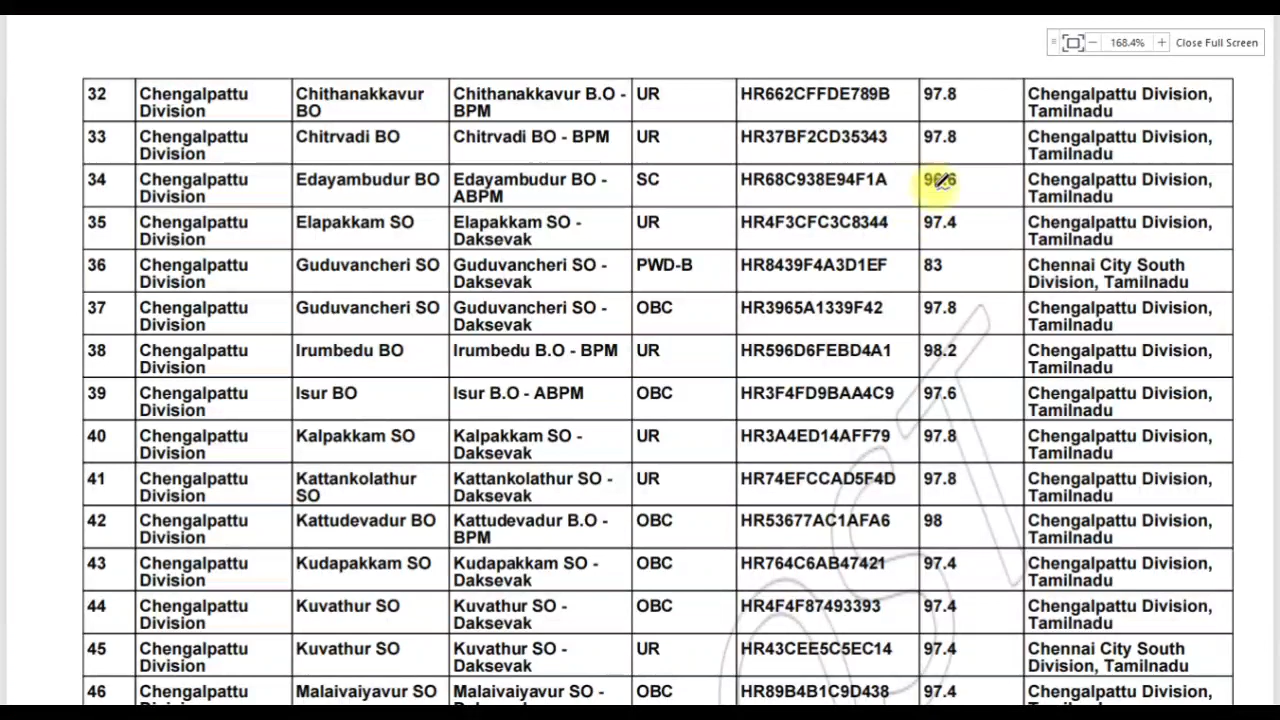 168.4% Close Full Screen
32 Chengalpattu Chithanakkavur Chithanakkavur B.O - UR HR662CFFDE789B 97.8 Chengalpattu Division,
Division BO BPM Tamilnadu
33 Chengalpattu Chitrvadi BO Chitrvadi BO - BPM UR HR37BF2CD35343 97.8 Chengalpattu Division,
Division Tamilnadu
34 Chengalpattu Edayambudur BO Edayambudur BO - SC HR68C938E94F1A 96.6 Chengalpattu Division,
Division ABPM Tamilnadu
35 Chengalpattu Elapakkam SO Elapakkam SO - UR HR4F3CFC3C8344 97.4 Chengalpattu Division,
Division Daksevak Tamilnadu
36 Chengalpattu Guduvancheri SO Guduvancheri SO - PWD-B HR8439F4A3D1EF 83 Chennai City South
Division Daksevak Division, Tamilnadu
37 Chengalpattu Guduvancheri SO Guduvancheri SO - OBC HR3965A1339F42 97.8 Chengalpattu Division,
Division Daksevak Tamilnadu
38 Chengalpattu Irumbedu BO Irumbedu B.O - BPM UR HR596D6FEBD4A1 98.2 Chengalpattu Division,
Division Tamilnadu
39 Chengalpattu Isur BO Isur B.O - ABPM OBC HR3F4FD9BAA4C9 97.6 Chengalpattu Division,
Division Tamilnadu
40 Chengalpattu Kalpakkam SO Kalpakkam SO - UR HR3A4ED14AFF79 97.8 Chengalpattu Division,
Division Daksevak Tamilnadu
41 Chengalpattu Kattankolathur Kattankolathur SO - UR HR74EFCCAD5F4D 97.8 Chengalpattu Division,
Division SO Daksevak Tamilnadu
42 Chengalpattu Kattudevadur BO Kattudevadur B.O - OBC HR53677AC1AFA6 98 Chengalpattu Division,
Division BPM Tamilnadu
43 Chengalpattu Kudapakkam SO Kudapakkam SO - OBC HR764C6AB47421 97.4 Chengalpattu Division,
Division Daksevak Tamilnadu
44 Chengalpattu Kuvathur SO Kuvathur SO - OBC HR4F4F87493393 97.4 Chengalpattu Division,
Division Daksevak Tamilnadu
45 Chengalpattu Kuvathur SO Kuvathur SO - UR HR43CEE5C5EC14 97.4 Chennai City South
Division Daksevak Division, Tamilnadu
46 Chengalpattu Malaivaiyavur SO Malaivaiyavur SO - OBC HR89B4B1C9D438 97.4 Chengalpattu Division,
OST